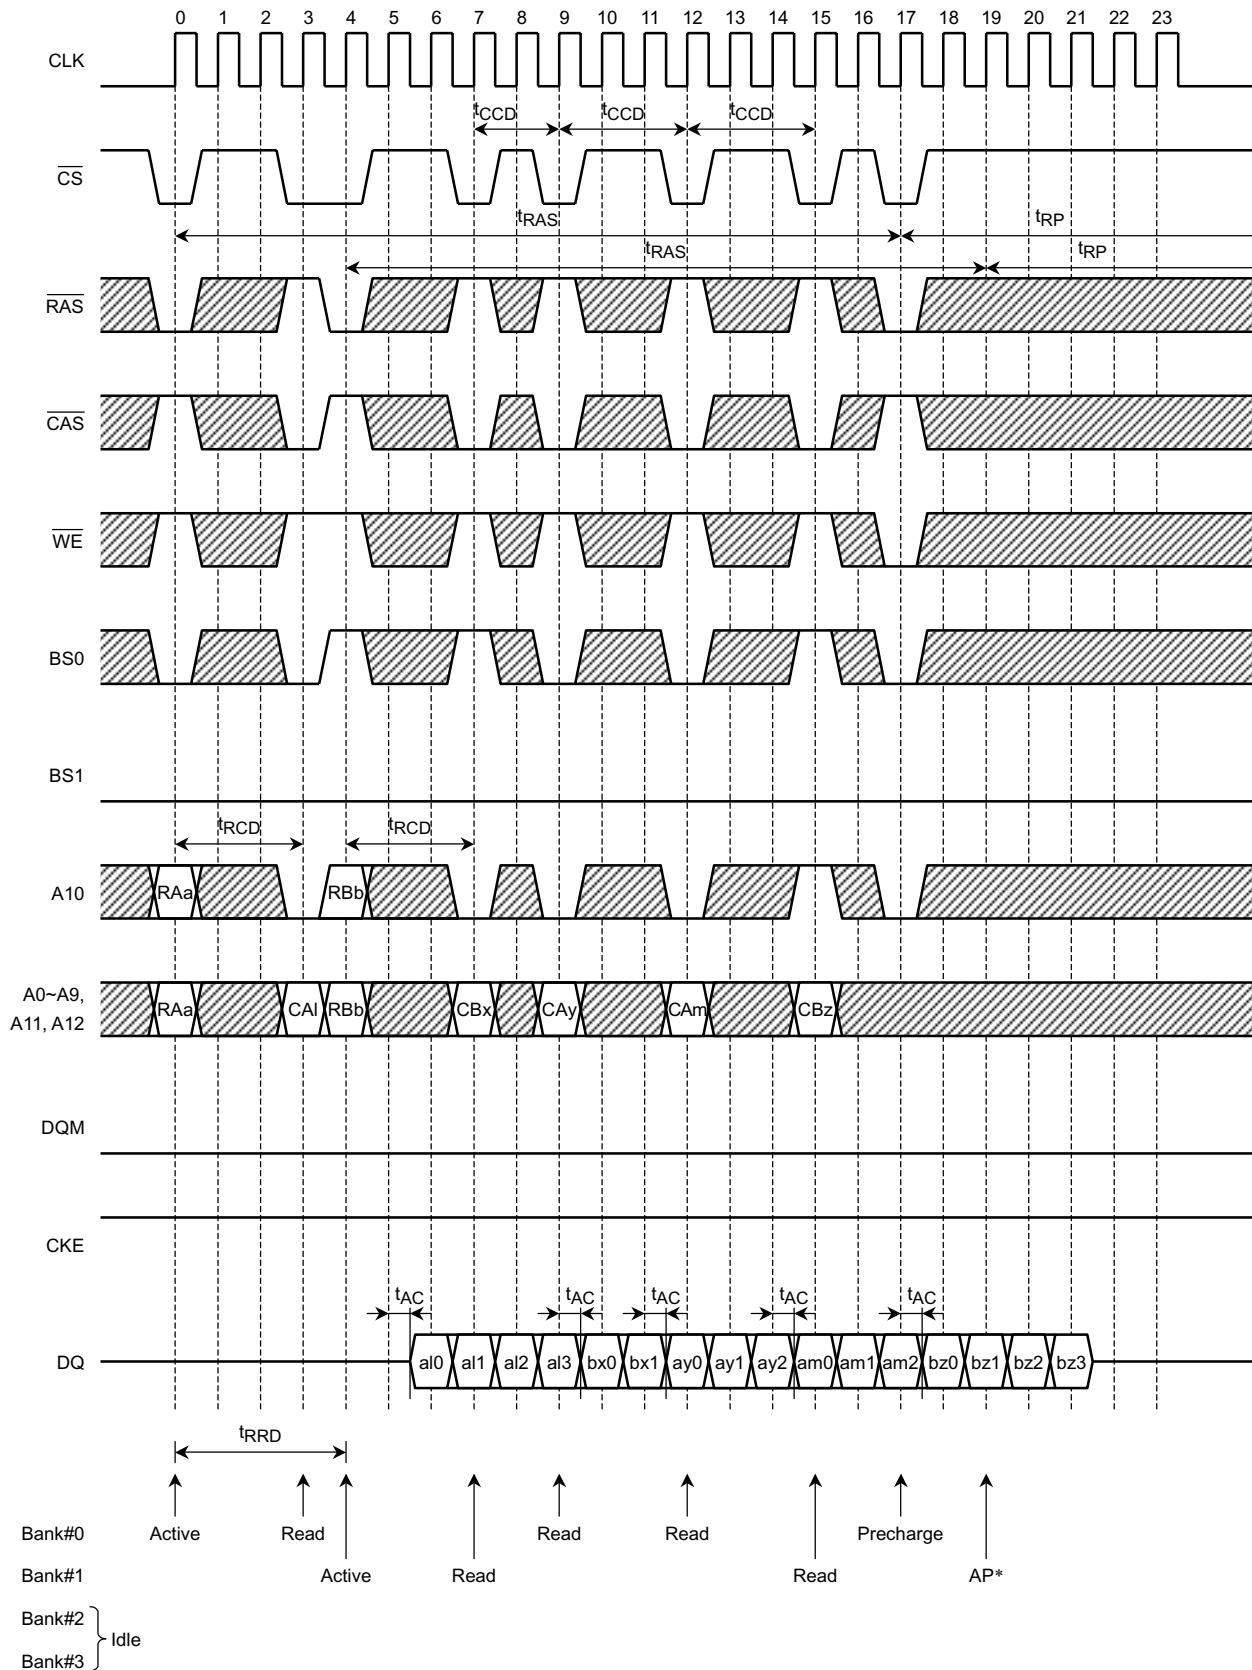 0 1 2 3 4 5 6 7 8 9 10 11 12 13 14 15 16 17 18 19 20 21 22 23
CLK
tCCD tCCD tCCD
CS
tRAS tRP
tRAS tRP
RAS
CAS
WE
BS0
BS1
tRCD tRCD
A10 RAa RBb
A0~A9,
A11, A12
RAa CAl RBb CBx CAy CAm CBz
DQM
CKE
tAC tAC tAC tAC tAC
DQ al0 al1 al2 al3 bx0 bx1 ay0 ay1 ay2 am0 am1 am2 bz0 bz1 bz2 bz3
tRRD
Bank#0 Active Read Read Read Precharge
Bank#1 Active Read Read AP*
Bank#2
Idle
Bank#3